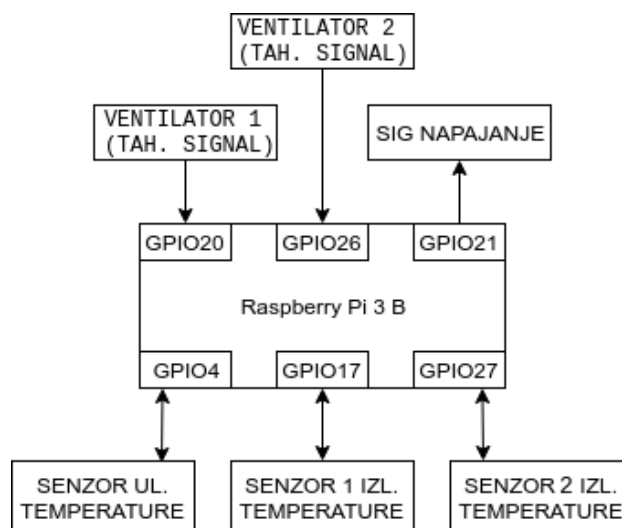 VENTILATOR 2
(TAH. SIGNAL)
VENTILATOR 1
(TAH. SIGNAL)
SIG NAPAJANJE
GPIO20
GPIO26
GPIO21
Raspberry Pi 3 B
GPIO4
GPIO17
GPIO27
SENZOR UL.
TEMPERATURE
SENZOR 1 IZL.
TEMPERATURE
SENZOR 2 IZL.
TEMPERATURE